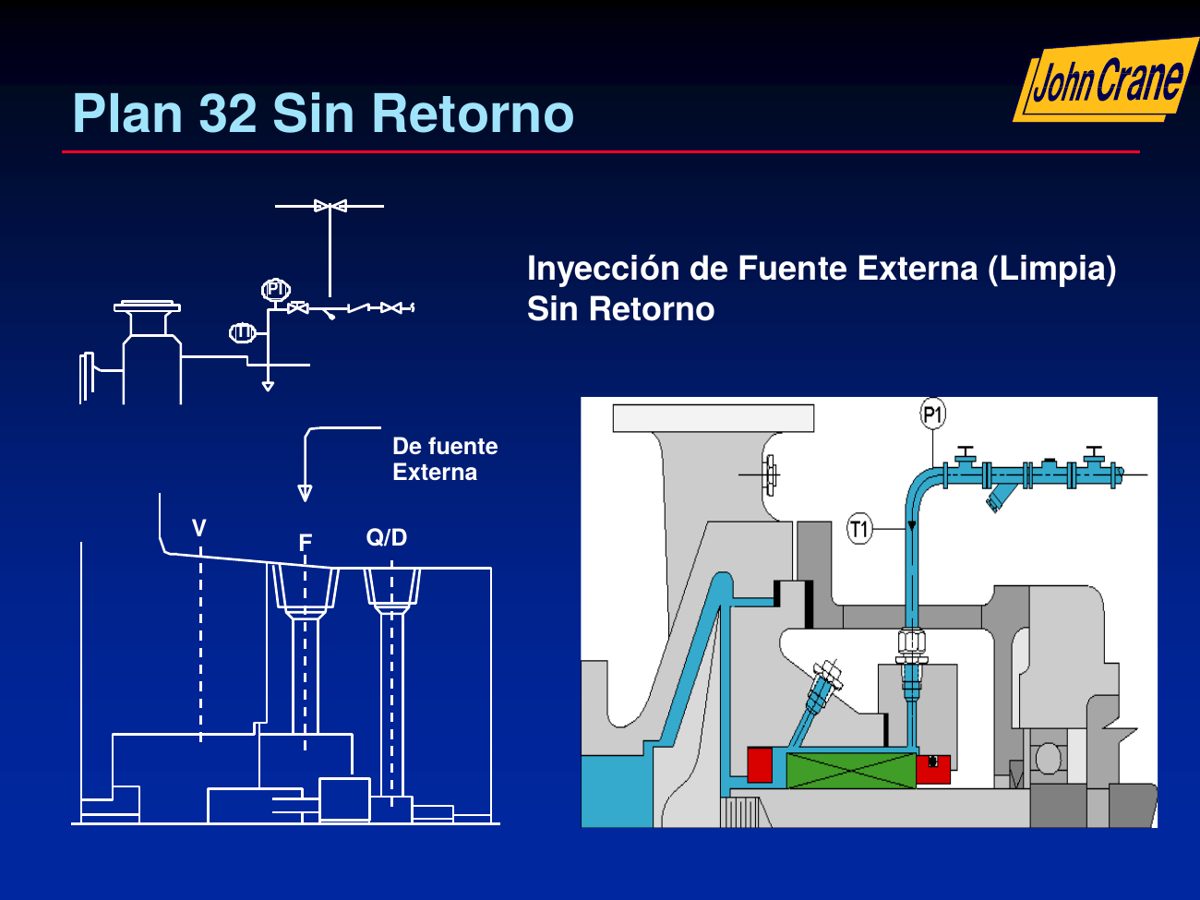 John Crane
Plan 32 Sin Retorno
PI
TI
Inyección de Fuente Externa (Limpia)
Sin Retorno
De fuente
Externa
V
F
Q/D
P1
T1